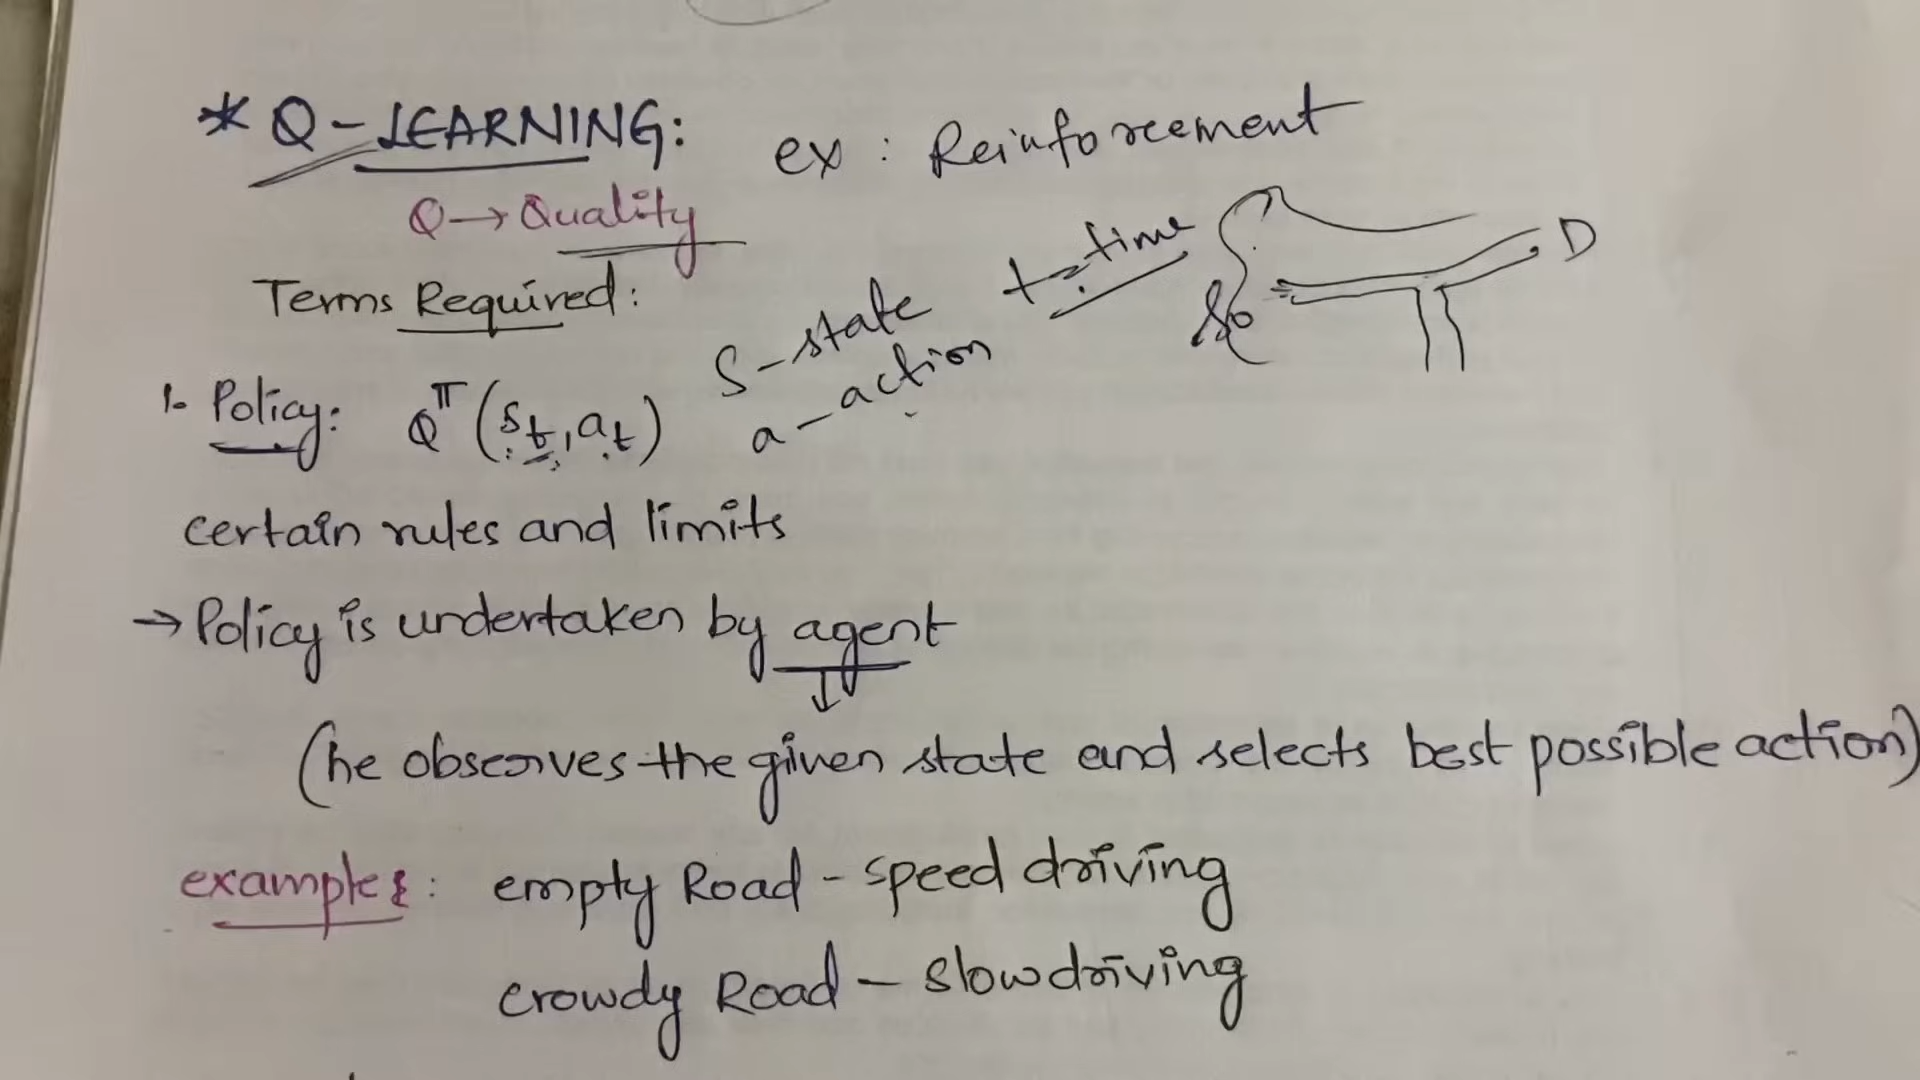 * Q-LEARNING: ex : Reinforcement
Q → Quality
Terms Required:
S - state
a - action
t = time
So
D
1. Policy: Q^π (s_t, a_t)
certain rules and limits
→ Policy is undertaken by agent
↓
(he observes the given state and selects best possible action)
example: empty Road - speed driving
crowdy Road - slow driving